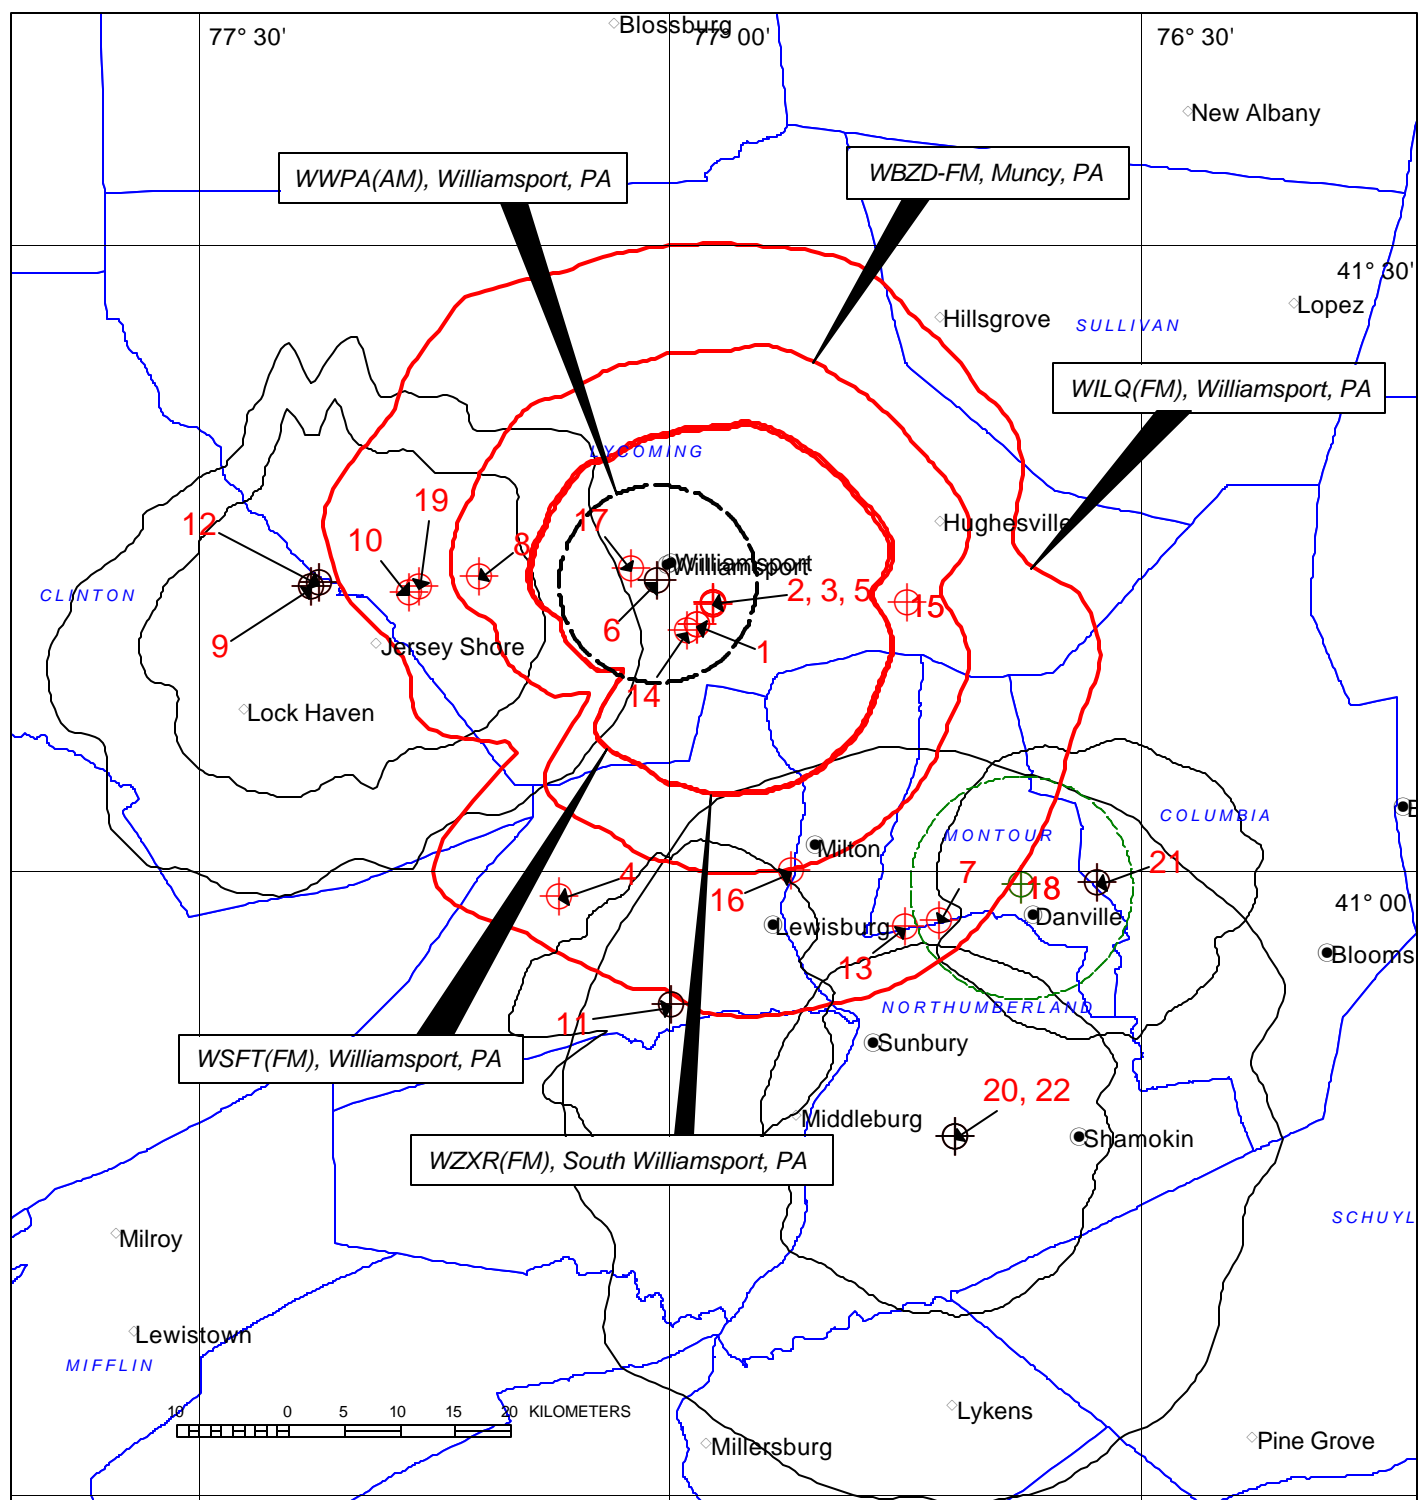 Blossburg
77° 30'
77° 00'
76° 30'
New Albany
WWPA(AM), Williamsport, PA
WBZD-FM, Muncy, PA
41° 30'
Lopez
Hillsgrove
SULLIVAN
WILQ(FM), Williamsport, PA
LYCOMING
19
12
17
Hughesville
10
8
Williamsport
Williamsport
CLINTON
2, 3, 5
15
6
9
1
Jersey Shore
14
Lock Haven
COLUMBIA
E
MONTOUR
Milton
21
4
7
18
16
41° 00'
Danville
Lewisburg
Blooms
13
NORTHUMBERLAND
11
Sunbury
WSFT(FM), Williamsport, PA
20, 22
Middleburg
Shamokin
WZXR(FM), South Williamsport, PA
SCHUYL
Milroy
Lewistown
MIFFLIN
10 0 5 10 15 20 KILOMETERS
Lykens
Millersburg
Pine Grove